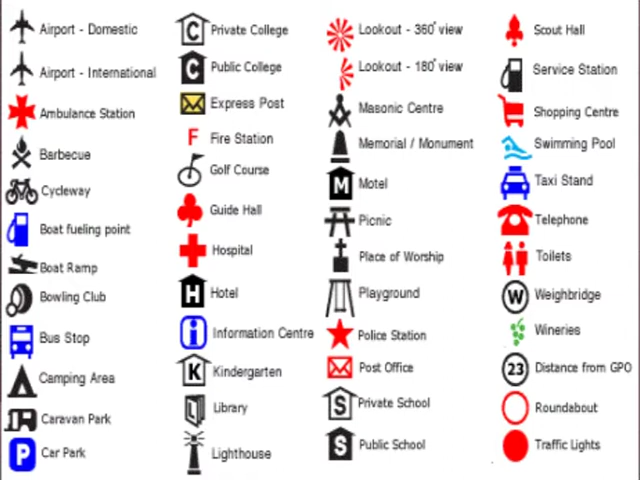 Airport - Domestic
Airport - International
Ambulance Station
Barbecue
Cycleway
Boat fueling point
Boat Ramp
Bowling Club
Bus Stop
Camping Area
Caravan Park
P Car Park
C Private College
C Public College
Express Post
F Fire Station
Golf Course
Guide Hall
Hospital
H Hotel
i Information Centre
K Kindergarten
L Library
Lighthouse
Lookout - 360° view
Lookout - 180° view
Masonic Centre
Memorial / Monument
M Motel
Picnic
Place of Worship
Playground
Police Station
Post Office
S Private School
S Public School
Scout Hall
Service Station
Shopping Centre
Swimming Pool
Taxi Stand
Telephone
Toilets
W Weighbridge
Wineries
23 Distance from GPO
Roundabout
Traffic Lights